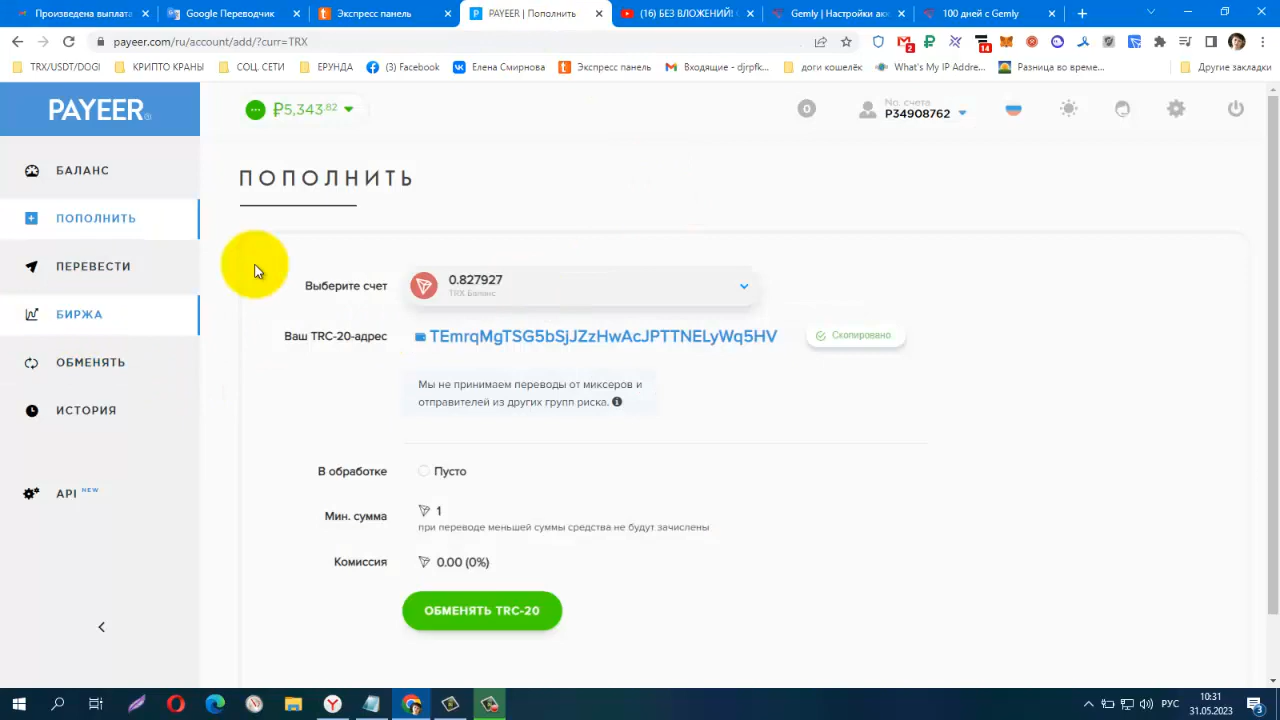 Произведена выплата
Google Переводчик
Экспресс панель
PAYEER | Пополнить
(16) БЕЗ ВЛОЖЕНИЙ!
Gemly | Настройки акк
100 дней с Gemly
payeer.com/ru/account/add/?curr=TRX
2
14
TRX/USDT/DOGI
КРИПТО КРАНЫ
СОЦ. СЕТИ
ЕРУНДА
(3) Facebook
Елена Смирнова
Экспресс панель
Входящие - djrpfk...
доги кошелёк
What's My IP Addre...
Разница во време...
Другие закладки
PAYEER®
₽5,343.82
0
No. счета
P34908762
БАЛАНС
ПОПОЛНИТЬ
ПЕРЕВЕСТИ
БИРЖА
ОБМЕНЯТЬ
ИСТОРИЯ
API NEW
ПОПОЛНИТЬ
Выберите счет
0.827927
TRX Баланс
Ваш TRC-20-адрес
TEmrqMgTSG5bSjJZzHwAcJPTTNELyWq5HV
Скопировано
Мы не принимаем переводы от миксеров и
отправителей из других групп риска.
В обработке
Пусто
Мин. сумма
1
при переводе меньшей суммы средства не будут зачислены
Комиссия
0.00 (0%)
ОБМЕНЯТЬ TRC-20
РУС
10:31
31.05.2023
3